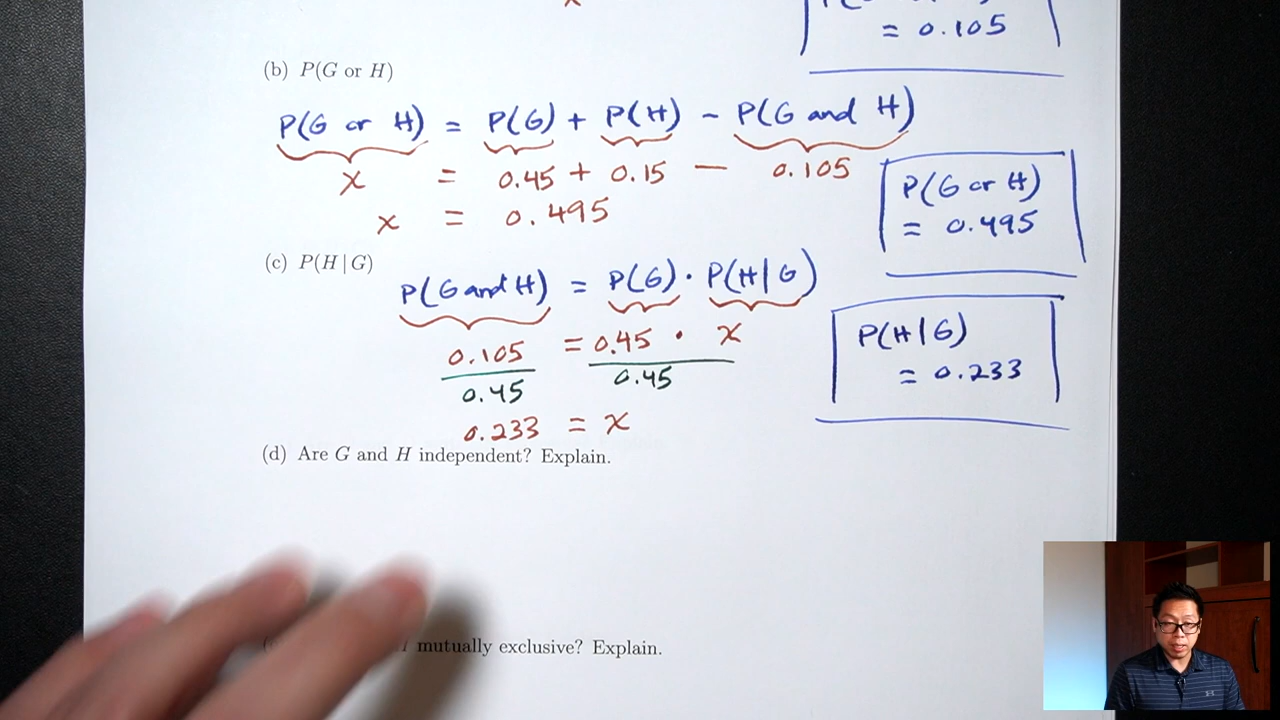 = 0.105
(b) P(G or H)
P(G or H) = P(G) + P(H) - P(G and H)
x = 0.45 + 0.15 — 0.105
x = 0.495
P(G or H)
= 0.495
(c) P(H | G)
P(G and H) = P(G) · P(H|G)
0.105 = 0.45 · x
0.45 0.45
0.233 = x
P(H|G)
= 0.233
(d) Are G and H independent? Explain.
H mutually exclusive? Explain.